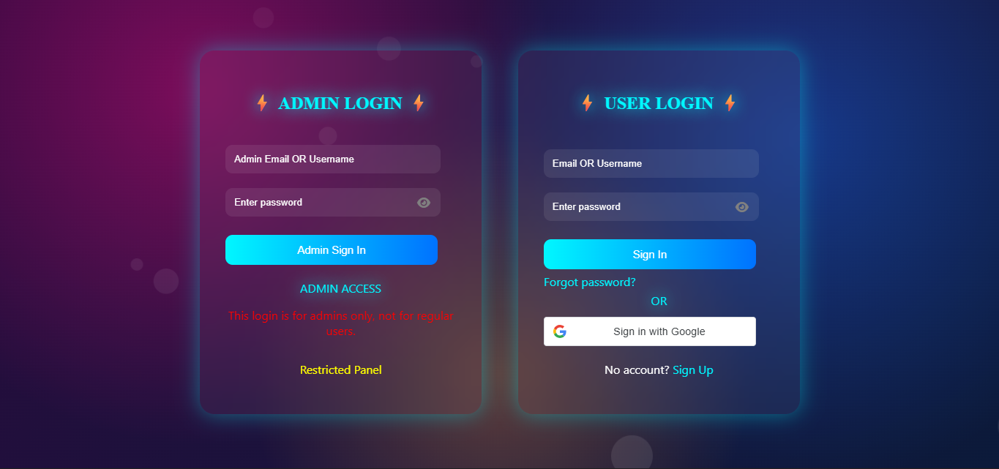 ⚡ ADMIN LOGIN ⚡
Admin Email OR Username
Enter password
Admin Sign In
ADMIN ACCESS
This login is for admins only, not for regular
users.
Restricted Panel
⚡ USER LOGIN ⚡
Email OR Username
Enter password
Sign In
Forgot password?
OR
Sign in with Google
No account? Sign Up